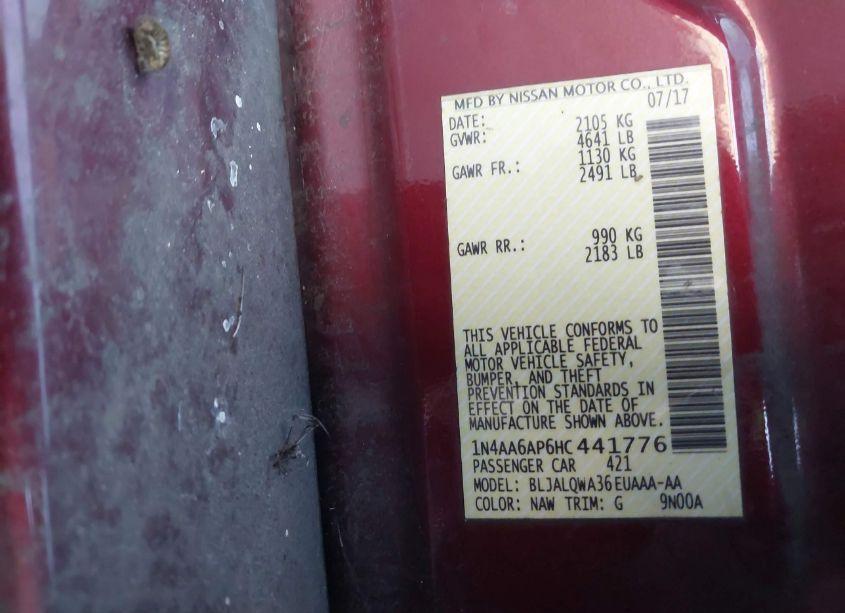 MFD BY NISSAN MOTOR CO., LTD.
DATE: 07/17
GVWR: 2105 KG
4641 LB
GAWR FR.: 1130 KG
2491 LB
GAWR RR.: 990 KG
2183 LB
THIS VEHICLE CONFORMS TO
ALL APPLICABLE FEDERAL
MOTOR VEHICLE SAFETY,
BUMPER, AND THEFT
PREVENTION STANDARDS IN
EFFECT ON THE DATE OF
MANUFACTURE SHOWN ABOVE.
1N4AA6AP6HC441776
PASSENGER CAR 421
MODEL: BLJALQWA36EUAAA-AA
COLOR: NAW TRIM: G 9N00A